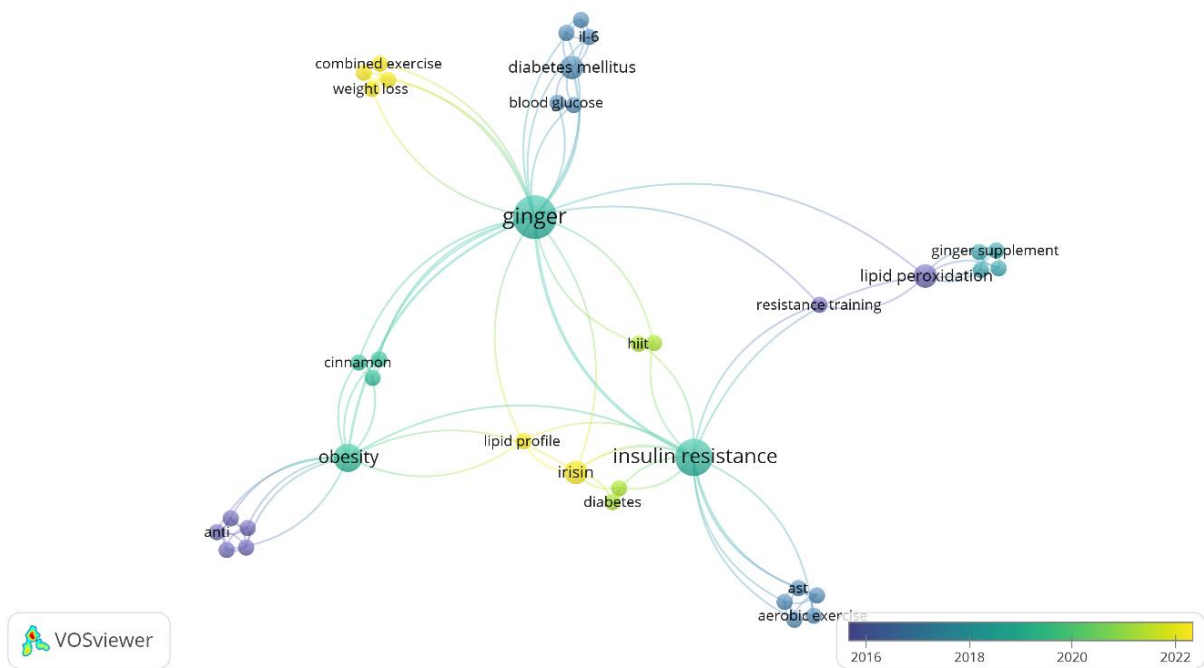 il-6
combined exercise
diabetes mellitus
weight loss
blood glucose
ginger
ginger supplement
lipid peroxidation
resistance training
hiit
cinnamon
lipid profile
obesity
insulin resistance
irisin
diabetes
anti
ast
aerobic exercise
VOSviewer
2016 2018 2020 2022